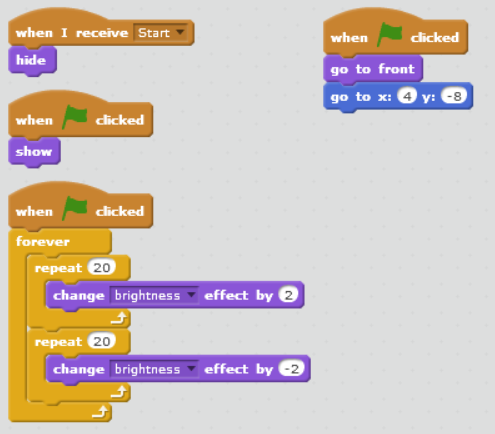 when I receive Start
hide
when clicked
show
when clicked
forever
repeat 20
change brightness effect by 2
repeat 20
change brightness effect by -2
when clicked
go to front
go to x: 4 y: -8